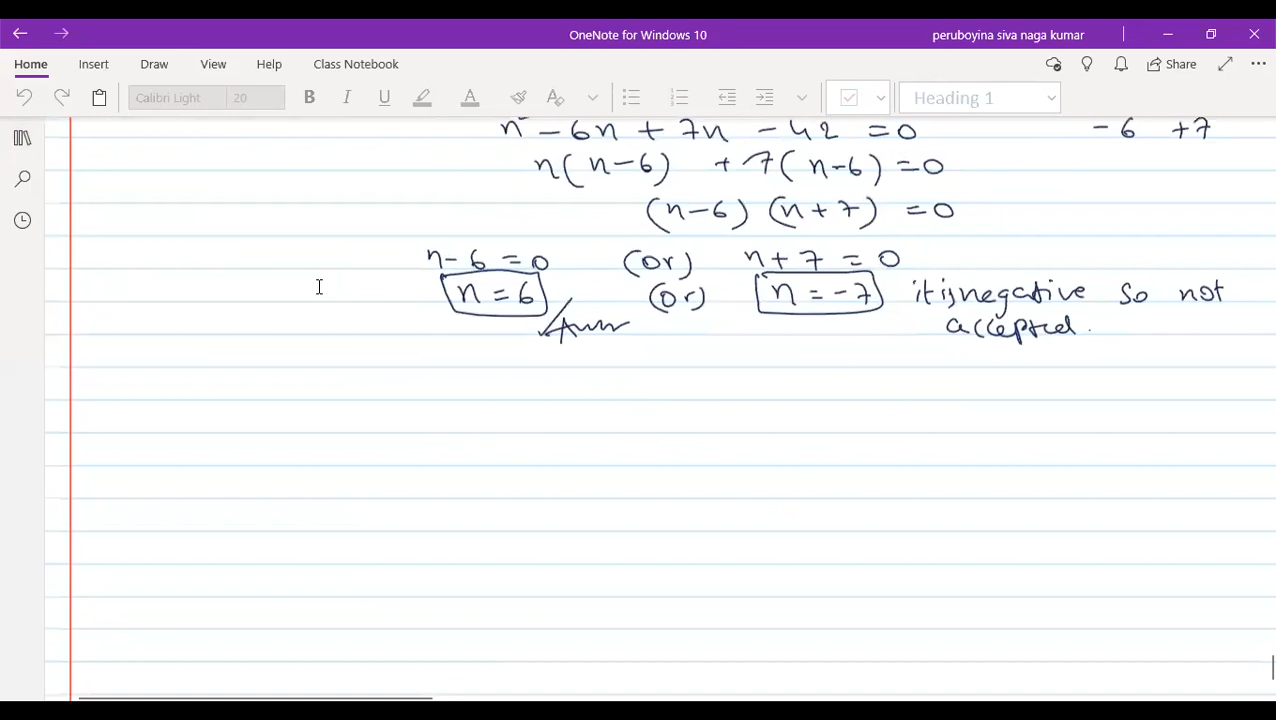 OneNote for Windows 10 peruboyina siva naga kumar
Home Insert Draw View Help Class Notebook Share
Calibri Light 20 B I U A Heading 1
n² - 6n + 7n - 42 = 0 - 6 + 7
n(n-6) + 7(n-6) = 0
(n-6) (n+7) = 0
n - 6 = 0 (or) n + 7 = 0
n = 6 (or) n = -7 it is negative so not
accepted.